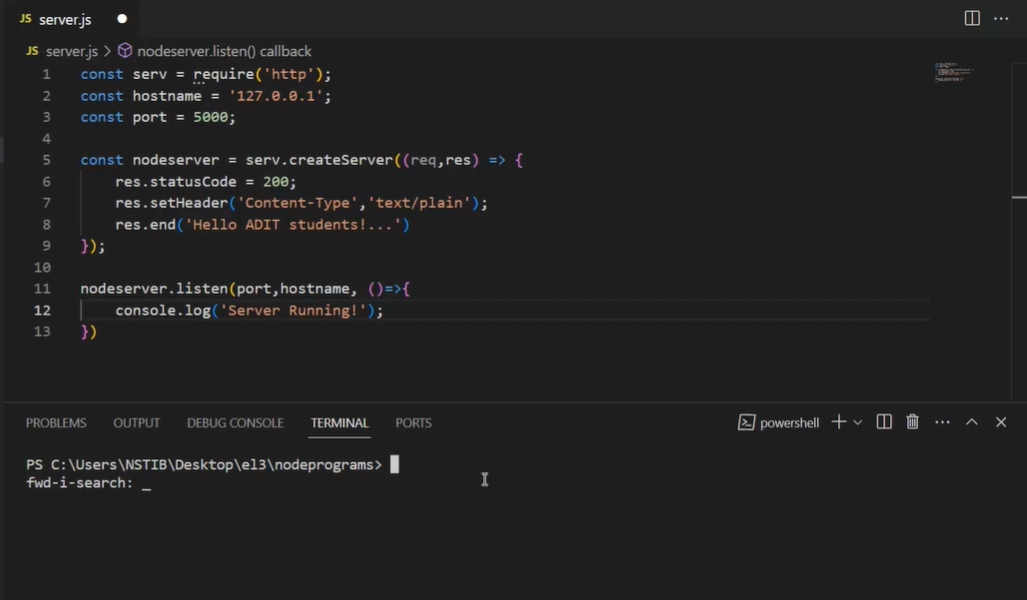 JS server.js
JS server.js > nodeserver.listen() callback
1 const serv = require('http');
2 const hostname = '127.0.0.1';
3 const port = 5000;
4
5 const nodeserver = serv.createServer((req,res) => {
6     res.statusCode = 200;
7     res.setHeader('Content-Type','text/plain');
8     res.end('Hello ADIT students!...')
9 });
10
11 nodeserver.listen(port,hostname, ()=>{
12     console.log('Server Running!');
13 })
PROBLEMS OUTPUT DEBUG CONSOLE TERMINAL PORTS powershell
PS C:\Users\NSTIB\Desktop\el3\nodeprograms>
fwd-i-search: _